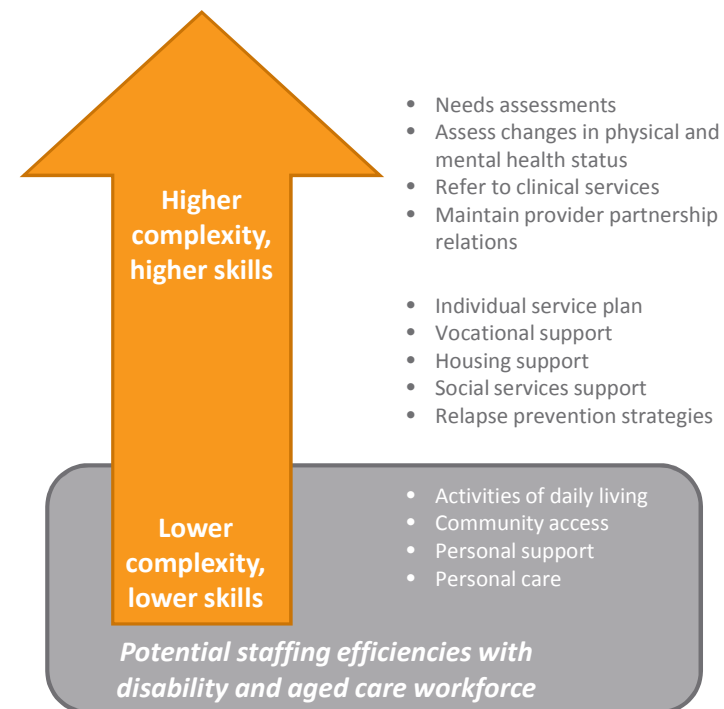 • Needs assessments
• Assess changes in physical and
mental health status
• Refer to clinical services
• Maintain provider partnership
relations
Higher
complexity,
higher skills
• Individual service plan
• Vocational support
• Housing support
• Social services support
• Relapse prevention strategies
• Activities of daily living
• Community access
• Personal support
• Personal care
Lower
complexity,
lower skills
Potential staffing efficiencies with
disability and aged care workforce